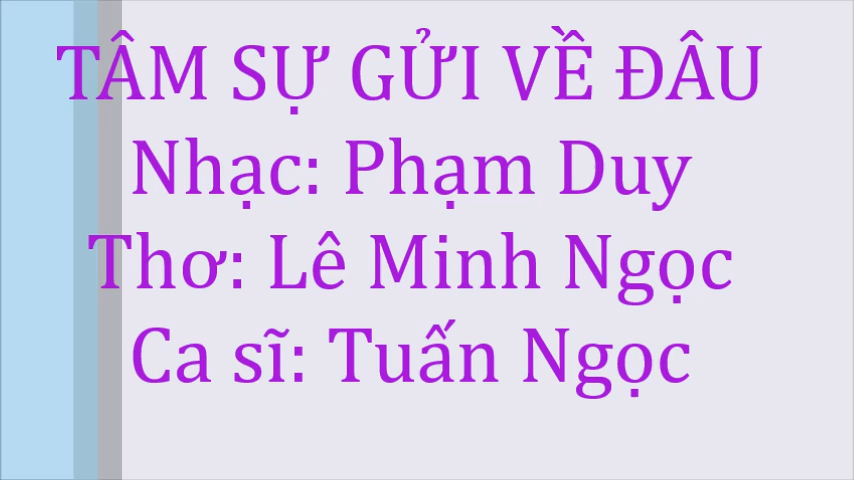 TÂM SỰ GỬI VỀ ĐÂU
Nhạc: Phạm Duy
Thơ: Lê Minh Ngọc
Ca sĩ: Tuấn Ngọc